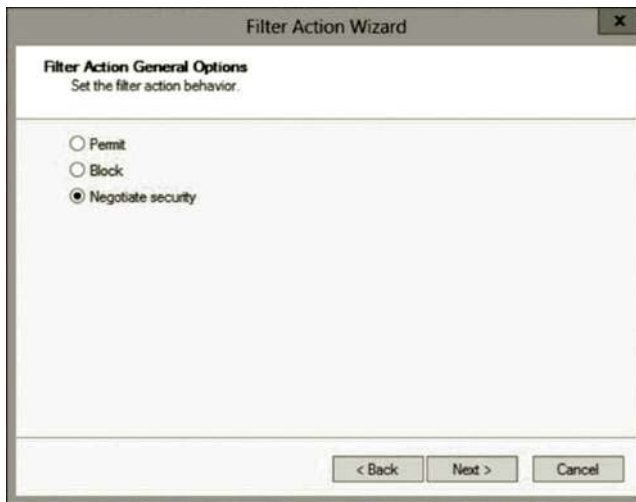 Filter Action Wizard
x
Filter Action General Options
Set the filter action behavior.
Permit
Block
Negotiate security
< Back
Next >
Cancel